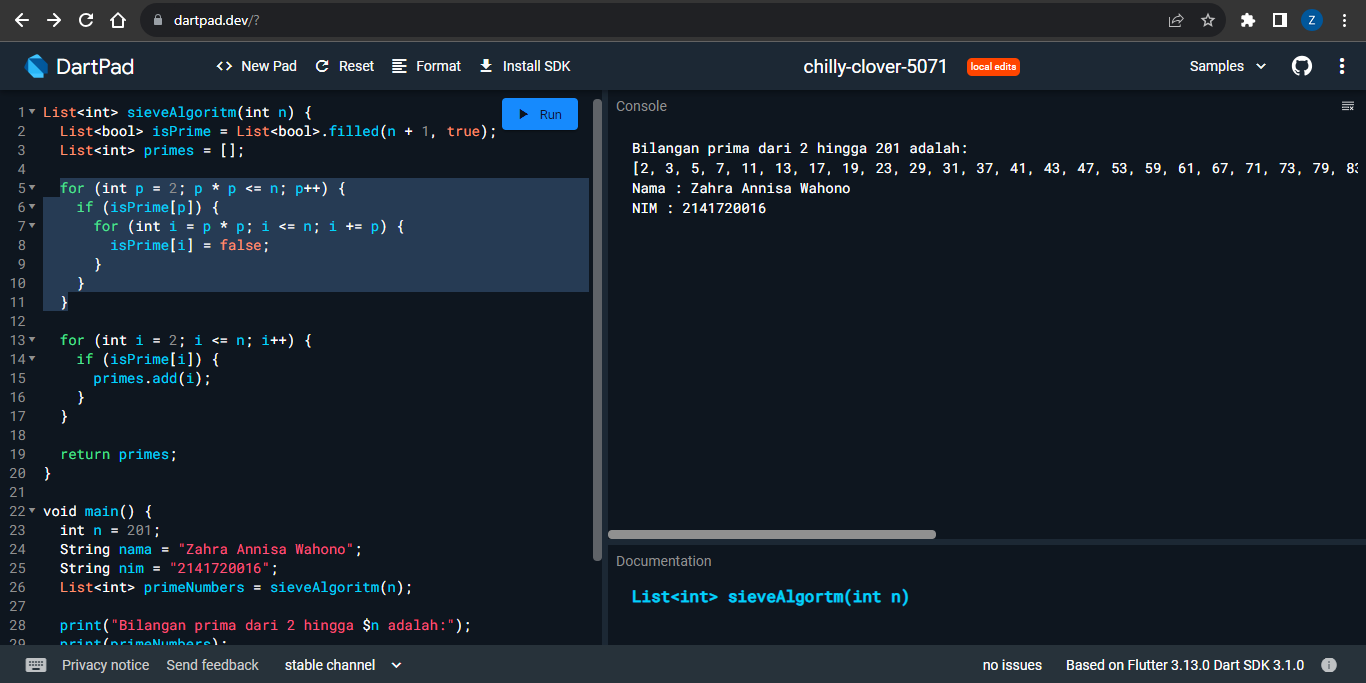 dartpad.dev/?
Z
DartPad
<> New Pad
Reset
Format
Install SDK
chilly-clover-5071
local edits
Samples
Run
1 List<int> sieveAlgoritm(int n) {
2 List<bool> isPrime = List<bool>.filled(n + 1, true);
3 List<int> primes = [];
4
5 for (int p = 2; p * p <= n; p++) {
6 if (isPrime[p]) {
7 for (int i = p * p; i <= n; i += p) {
8 isPrime[i] = false;
9 }
10 }
11 }
12
13 for (int i = 2; i <= n; i++) {
14 if (isPrime[i]) {
15 primes.add(i);
16 }
17 }
18
19 return primes;
20 }
21
22 void main() {
23 int n = 201;
24 String nama = "Zahra Annisa Wahono";
25 String nim = "2141720016";
26 List<int> primeNumbers = sieveAlgoritm(n);
27
28 print("Bilangan prima dari 2 hingga $n adalah:");
29 print(primeNumbers);
Console
Bilangan prima dari 2 hingga 201 adalah:
[2, 3, 5, 7, 11, 13, 17, 19, 23, 29, 31, 37, 41, 43, 47, 53, 59, 61, 67, 71, 73, 79, 83
Nama : Zahra Annisa Wahono
NIM : 2141720016
Documentation
List<int> sieveAlgortm(int n)
Privacy notice
Send feedback
stable channel
no issues
Based on Flutter 3.13.0 Dart SDK 3.1.0